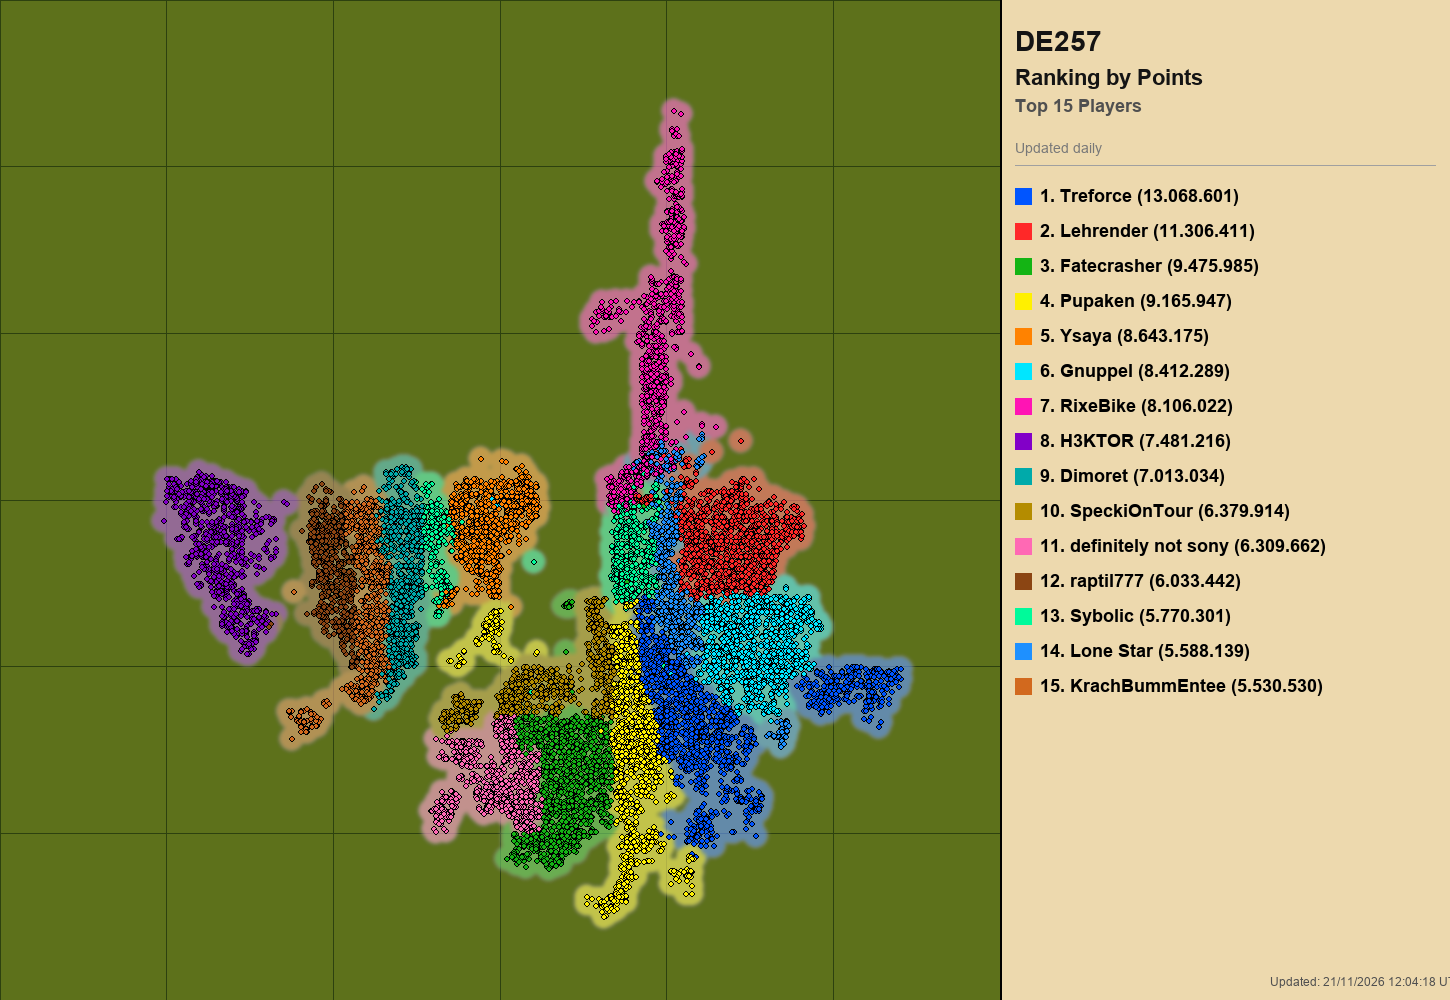 DE257
Ranking by Points
Top 15 Players
Updated daily
1. Treforce (13.068.601)
2. Lehrender (11.306.411)
3. Fatecrasher (9.475.985)
4. Pupaken (9.165.947)
5. Ysaya (8.643.175)
6. Gnuppel (8.412.289)
7. RixeBike (8.106.022)
8. H3KTOR (7.481.216)
9. Dimoret (7.013.034)
10. SpeckiOnTour (6.379.914)
11. definitely not sony (6.309.662)
12. raptil777 (6.033.442)
13. Sybolic (5.770.301)
14. Lone Star (5.588.139)
15. KrachBummEntee (5.530.530)
Updated: 21/11/2026 12:04:18 U